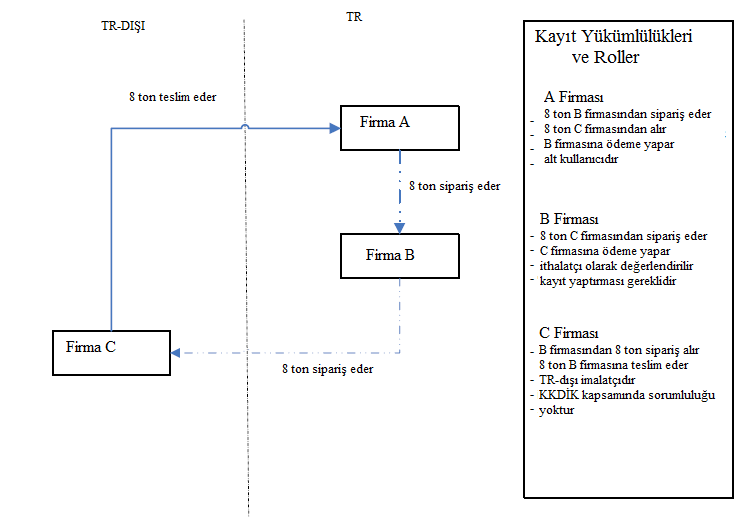 TR-DIŞI
TR
8 ton teslim eder
Firma A
8 ton sipariş eder
Firma B
Firma C
8 ton sipariş eder
Kayıt Yükümlülükleri
ve Roller
A Firması
- 8 ton B firmasından sipariş eder
- 8 ton C firmasından alır
- B firmasına ödeme yapar
- alt kullanıcıdır
B Firması
- 8 ton C firmasından sipariş eder
- C firmasına ödeme yapar
- ithalatçı olarak değerlendirilir
- kayıt yaptırması gereklidir
C Firması
- B firmasından 8 ton sipariş alır
8 ton B firmasına teslim eder
- TR-dışı imalatçıdır
- KKDİK kapsamında sorumluluğu
- yoktur